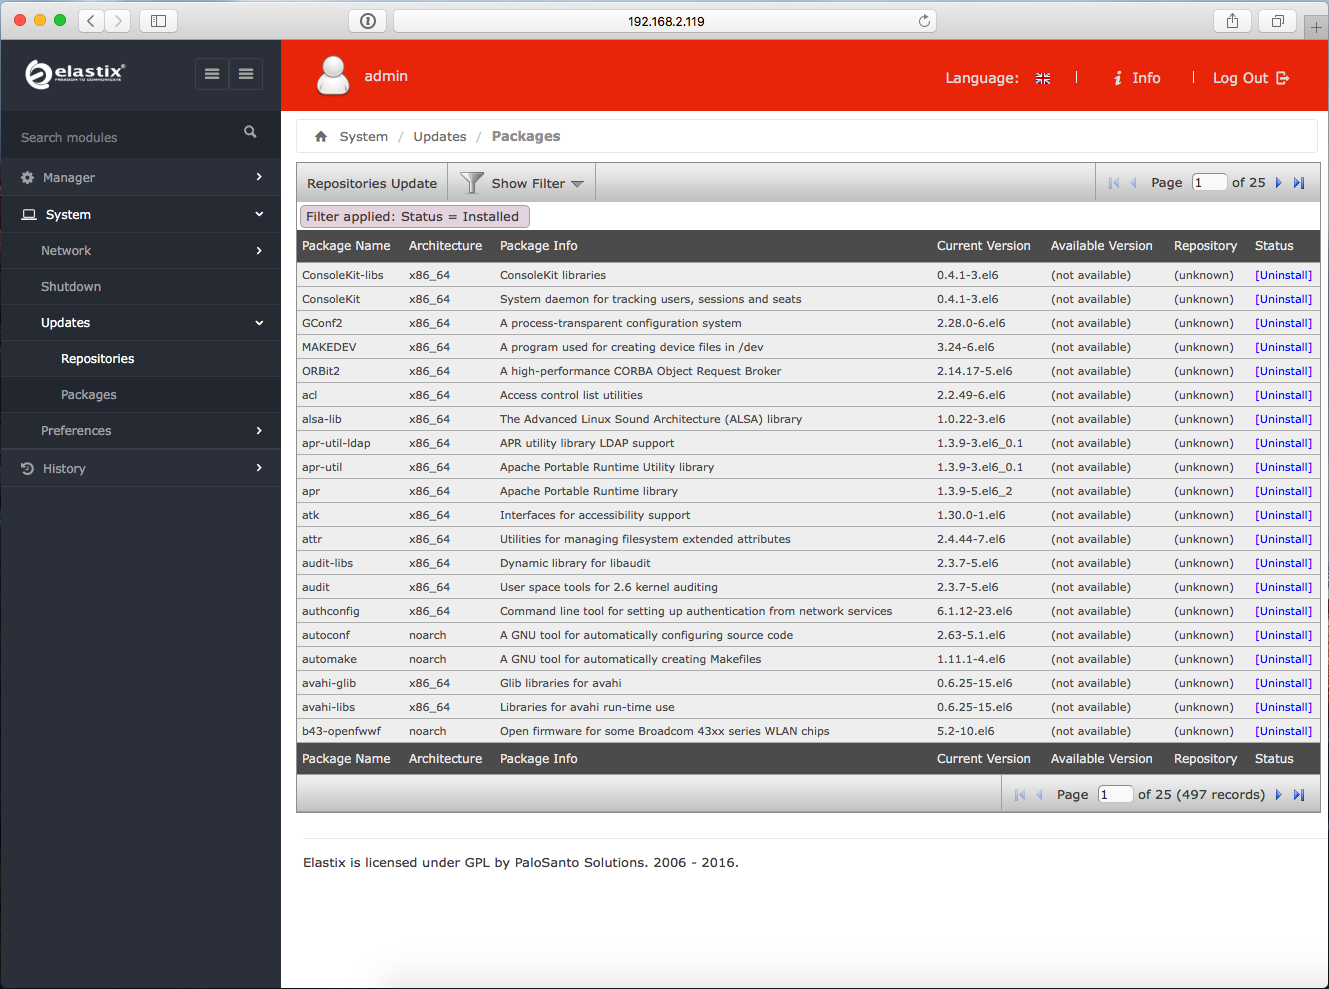 192.168.2.119
elastix®
FREEDOM TO COMMUNICATE
admin
Language:
Info
Log Out
Search modules
Manager
System
Network
Shutdown
Updates
Repositories
Packages
Preferences
History
System / Updates / Packages
Repositories Update Show Filter Page 1 of 25
Filter applied: Status = Installed
Package Name Architecture Package Info Current Version Available Version Repository Status
ConsoleKit-libs x86_64 ConsoleKit libraries 0.4.1-3.el6 (not available) (unknown) [Uninstall]
ConsoleKit x86_64 System daemon for tracking users, sessions and seats 0.4.1-3.el6 (not available) (unknown) [Uninstall]
GConf2 x86_64 A process-transparent configuration system 2.28.0-6.el6 (not available) (unknown) [Uninstall]
MAKEDEV x86_64 A program used for creating device files in /dev 3.24-6.el6 (not available) (unknown) [Uninstall]
ORBit2 x86_64 A high-performance CORBA Object Request Broker 2.14.17-5.el6 (not available) (unknown) [Uninstall]
acl x86_64 Access control list utilities 2.2.49-6.el6 (not available) (unknown) [Uninstall]
alsa-lib x86_64 The Advanced Linux Sound Architecture (ALSA) library 1.0.22-3.el6 (not available) (unknown) [Uninstall]
apr-util-ldap x86_64 APR utility library LDAP support 1.3.9-3.el6_0.1 (not available) (unknown) [Uninstall]
apr-util x86_64 Apache Portable Runtime Utility library 1.3.9-3.el6_0.1 (not available) (unknown) [Uninstall]
apr x86_64 Apache Portable Runtime library 1.3.9-5.el6_2 (not available) (unknown) [Uninstall]
atk x86_64 Interfaces for accessibility support 1.30.0-1.el6 (not available) (unknown) [Uninstall]
attr x86_64 Utilities for managing filesystem extended attributes 2.4.44-7.el6 (not available) (unknown) [Uninstall]
audit-libs x86_64 Dynamic library for libaudit 2.3.7-5.el6 (not available) (unknown) [Uninstall]
audit x86_64 User space tools for 2.6 kernel auditing 2.3.7-5.el6 (not available) (unknown) [Uninstall]
authconfig x86_64 Command line tool for setting up authentication from network services 6.1.12-23.el6 (not available) (unknown) [Uninstall]
autoconf noarch A GNU tool for automatically configuring source code 2.63-5.1.el6 (not available) (unknown) [Uninstall]
automake noarch A GNU tool for automatically creating Makefiles 1.11.1-4.el6 (not available) (unknown) [Uninstall]
avahi-glib x86_64 Glib libraries for avahi 0.6.25-15.el6 (not available) (unknown) [Uninstall]
avahi-libs x86_64 Libraries for avahi run-time use 0.6.25-15.el6 (not available) (unknown) [Uninstall]
b43-openfwwf noarch Open firmware for some Broadcom 43xx series WLAN chips 5.2-10.el6 (not available) (unknown) [Uninstall]
Package Name Architecture Package Info Current Version Available Version Repository Status
Page 1 of 25 (497 records)
Elastix is licensed under GPL by PaloSanto Solutions. 2006 - 2016.